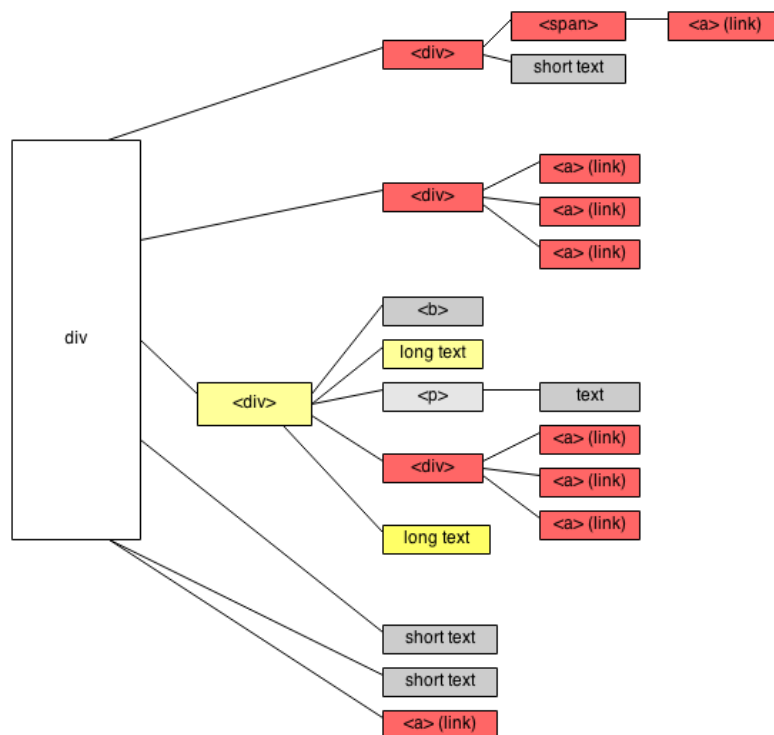 <span>
<a> (link)
<div>
short text
<a> (link)
<div>
<a> (link)
<a> (link)
<b>
div
long text
<div>
<p>
text
<a> (link)
<div>
<a> (link)
<a> (link)
long text
short text
short text
<a> (link)